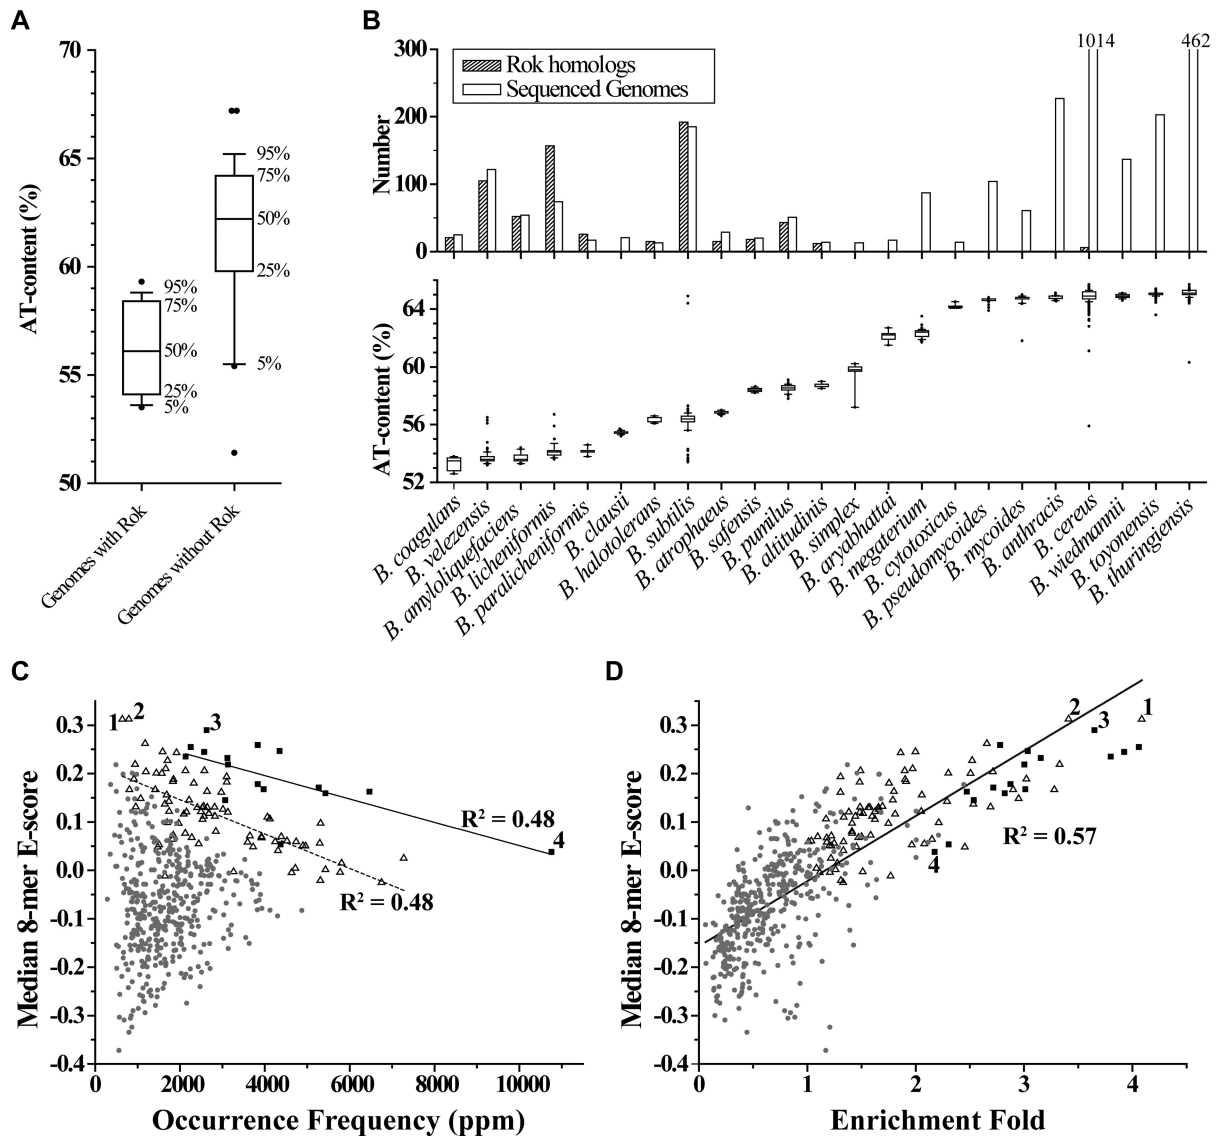 A
70
65
60
55
50
AT-content (%)
95%
75%
50%
25%
5%
95%
75%
50%
25%
5%
Genomes with Rok
Genomes without Rok
B
300
200
100
0
Number
Rok homologs
Sequenced Genomes
1014
462
64
60
56
52
AT-content (%)
B. coagulans
B. velezensis
B. amyloliquefaciens
B. licheniformis
B. paralicheniformis
B. clausii
B. halotolerans
B. subtilis
B. atrophaeus
B. safensis
B. pumilus
B. altitudinis
B. simplex
B. aryabhattai
B. megaterium
B. cytotoxicus
B. pseudomycoides
B. mycoides
B. anthracis
B. cereus
B. wiedmannii
B. toyonensis
B. thuringiensis
C
0.3
0.2
0.1
0.0
-0.1
-0.2
-0.3
-0.4
Median 8-mer E-score
1
2
3
4
R² = 0.48
R² = 0.48
0
2000
4000
6000
8000
10000
Occurrence Frequency (ppm)
D
0.3
0.2
0.1
0.0
-0.1
-0.2
-0.3
-0.4
Median 8-mer E-score
2
3
1
4
R² = 0.57
0
1
2
3
4
Enrichment Fold